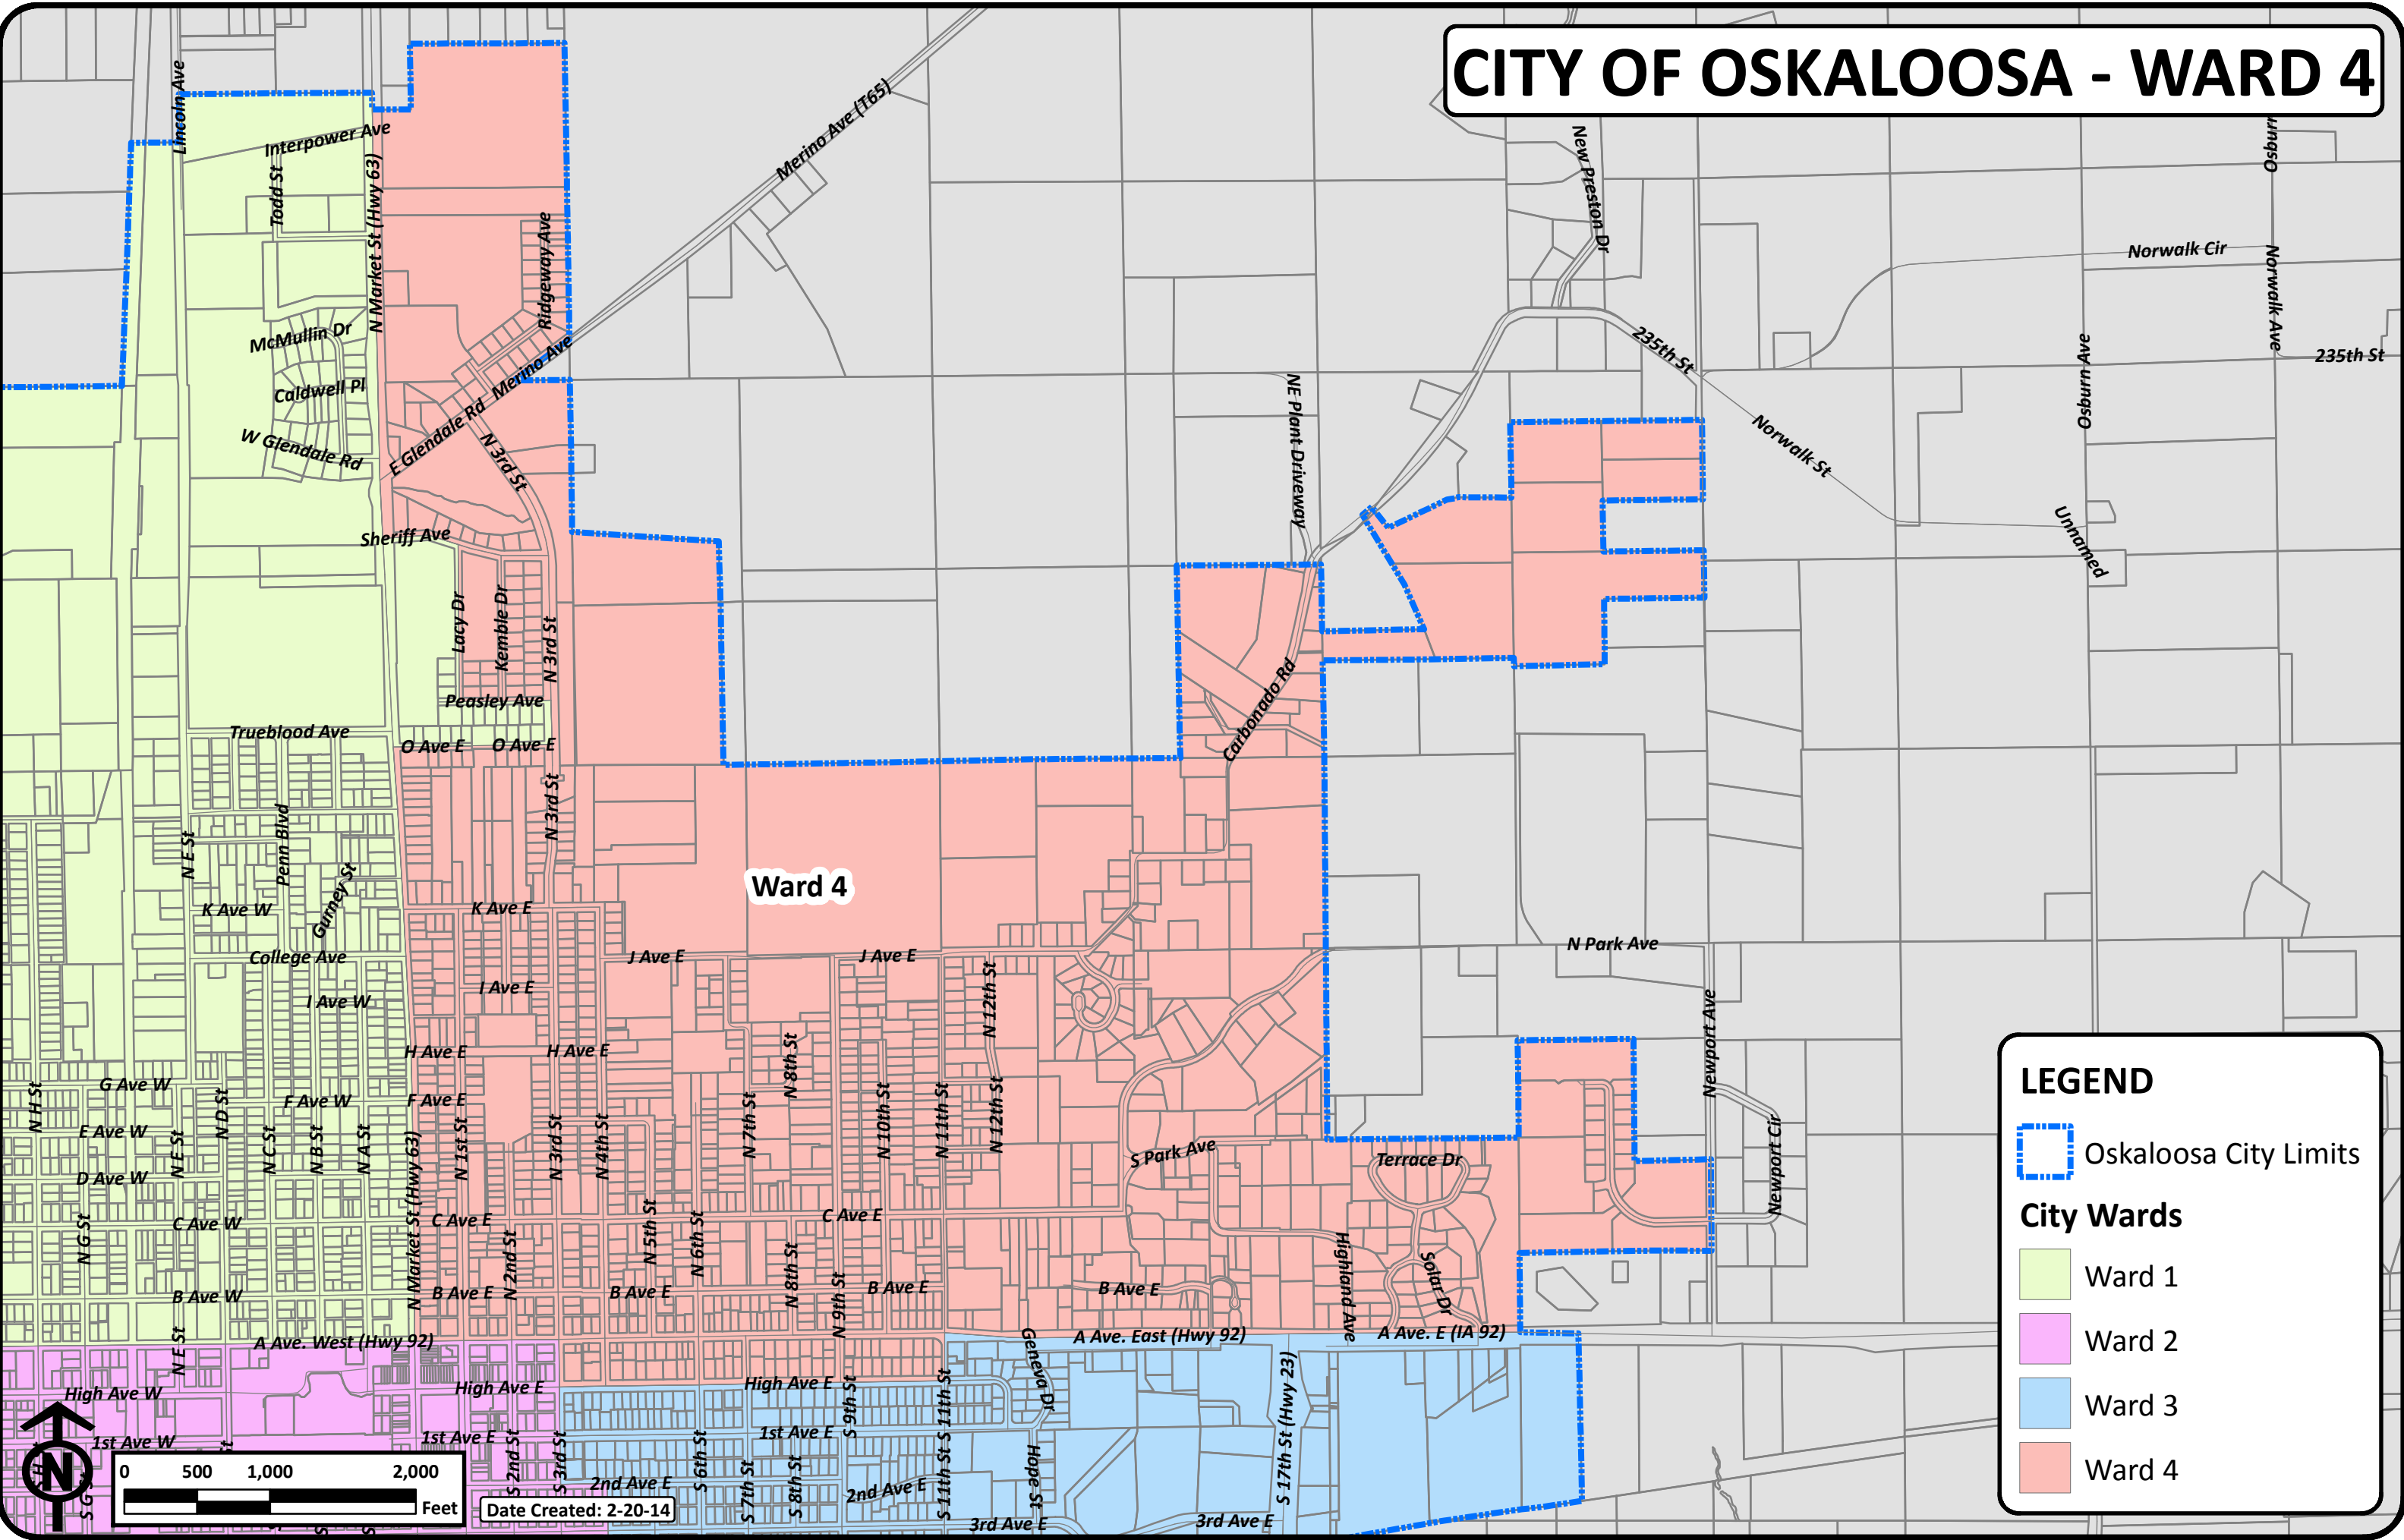 CITY OF OSKALOOSA - WARD 4
Lincoln Ave
Interpower Ave
Todd St
N Market St (Hwy 63)
Ridgeway Ave
Merino Ave (T65)
New Preston Dr
Norwalk Cir
Norwalk Ave
235th St
235th St
Osburn Ave
McMullin Dr
Caldwell Pl
W Glendale Rd
E Glendale Rd
Merino Ave
N 3rd St
NE Plant Driveway
Norwalk St
Unnamed
Sheriff Ave
Lacy Dr
Kemble Dr
N 3rd St
Peasley Ave
Carbonado Rd
Trueblood Ave
O Ave E
O Ave E
N 3rd St
N E St
Penn Blvd
Gurney St
Ward 4
K Ave W
K Ave E
College Ave
J Ave E
J Ave E
N Park Ave
I Ave W
I Ave E
N 12th St
Newport Ave
H Ave E
H Ave E
N 8th St
G Ave W
N H St
N D St
F Ave W
F Ave E
E Ave W
N E St
N C St
N B St
N A St
N Market St (Hwy 63)
N 1st St
N 3rd St
N 4th St
N 7th St
N 10th St
N 11th St
N 12th St
S Park Ave
Terrace Dr
Newport Cir
D Ave W
N G St
C Ave W
C Ave E
C Ave E
N 2nd St
N 5th St
N 6th St
N 8th St
N 9th St
Highland Ave
Solar Dr
B Ave W
B Ave E
B Ave E
B Ave E
B Ave E
N E St
A Ave. West (Hwy 92)
A Ave. East (Hwy 92)
A Ave. E (IA 92)
Geneva Dr
High Ave W
High Ave E
High Ave E
S 9th St
S 11th St
S 17th St (Hwy 23)
1st Ave W
1st Ave E
1st Ave E
S G St
S 2nd St
S 3rd St
2nd Ave E
S 6th St
S 7th St
S 8th St
2nd Ave E
S 11th St
Hope St
3rd Ave E
3rd Ave E
N
0 500 1,000 2,000
Feet
Date Created: 2-20-14
LEGEND
Oskaloosa City Limits
City Wards
Ward 1
Ward 2
Ward 3
Ward 4